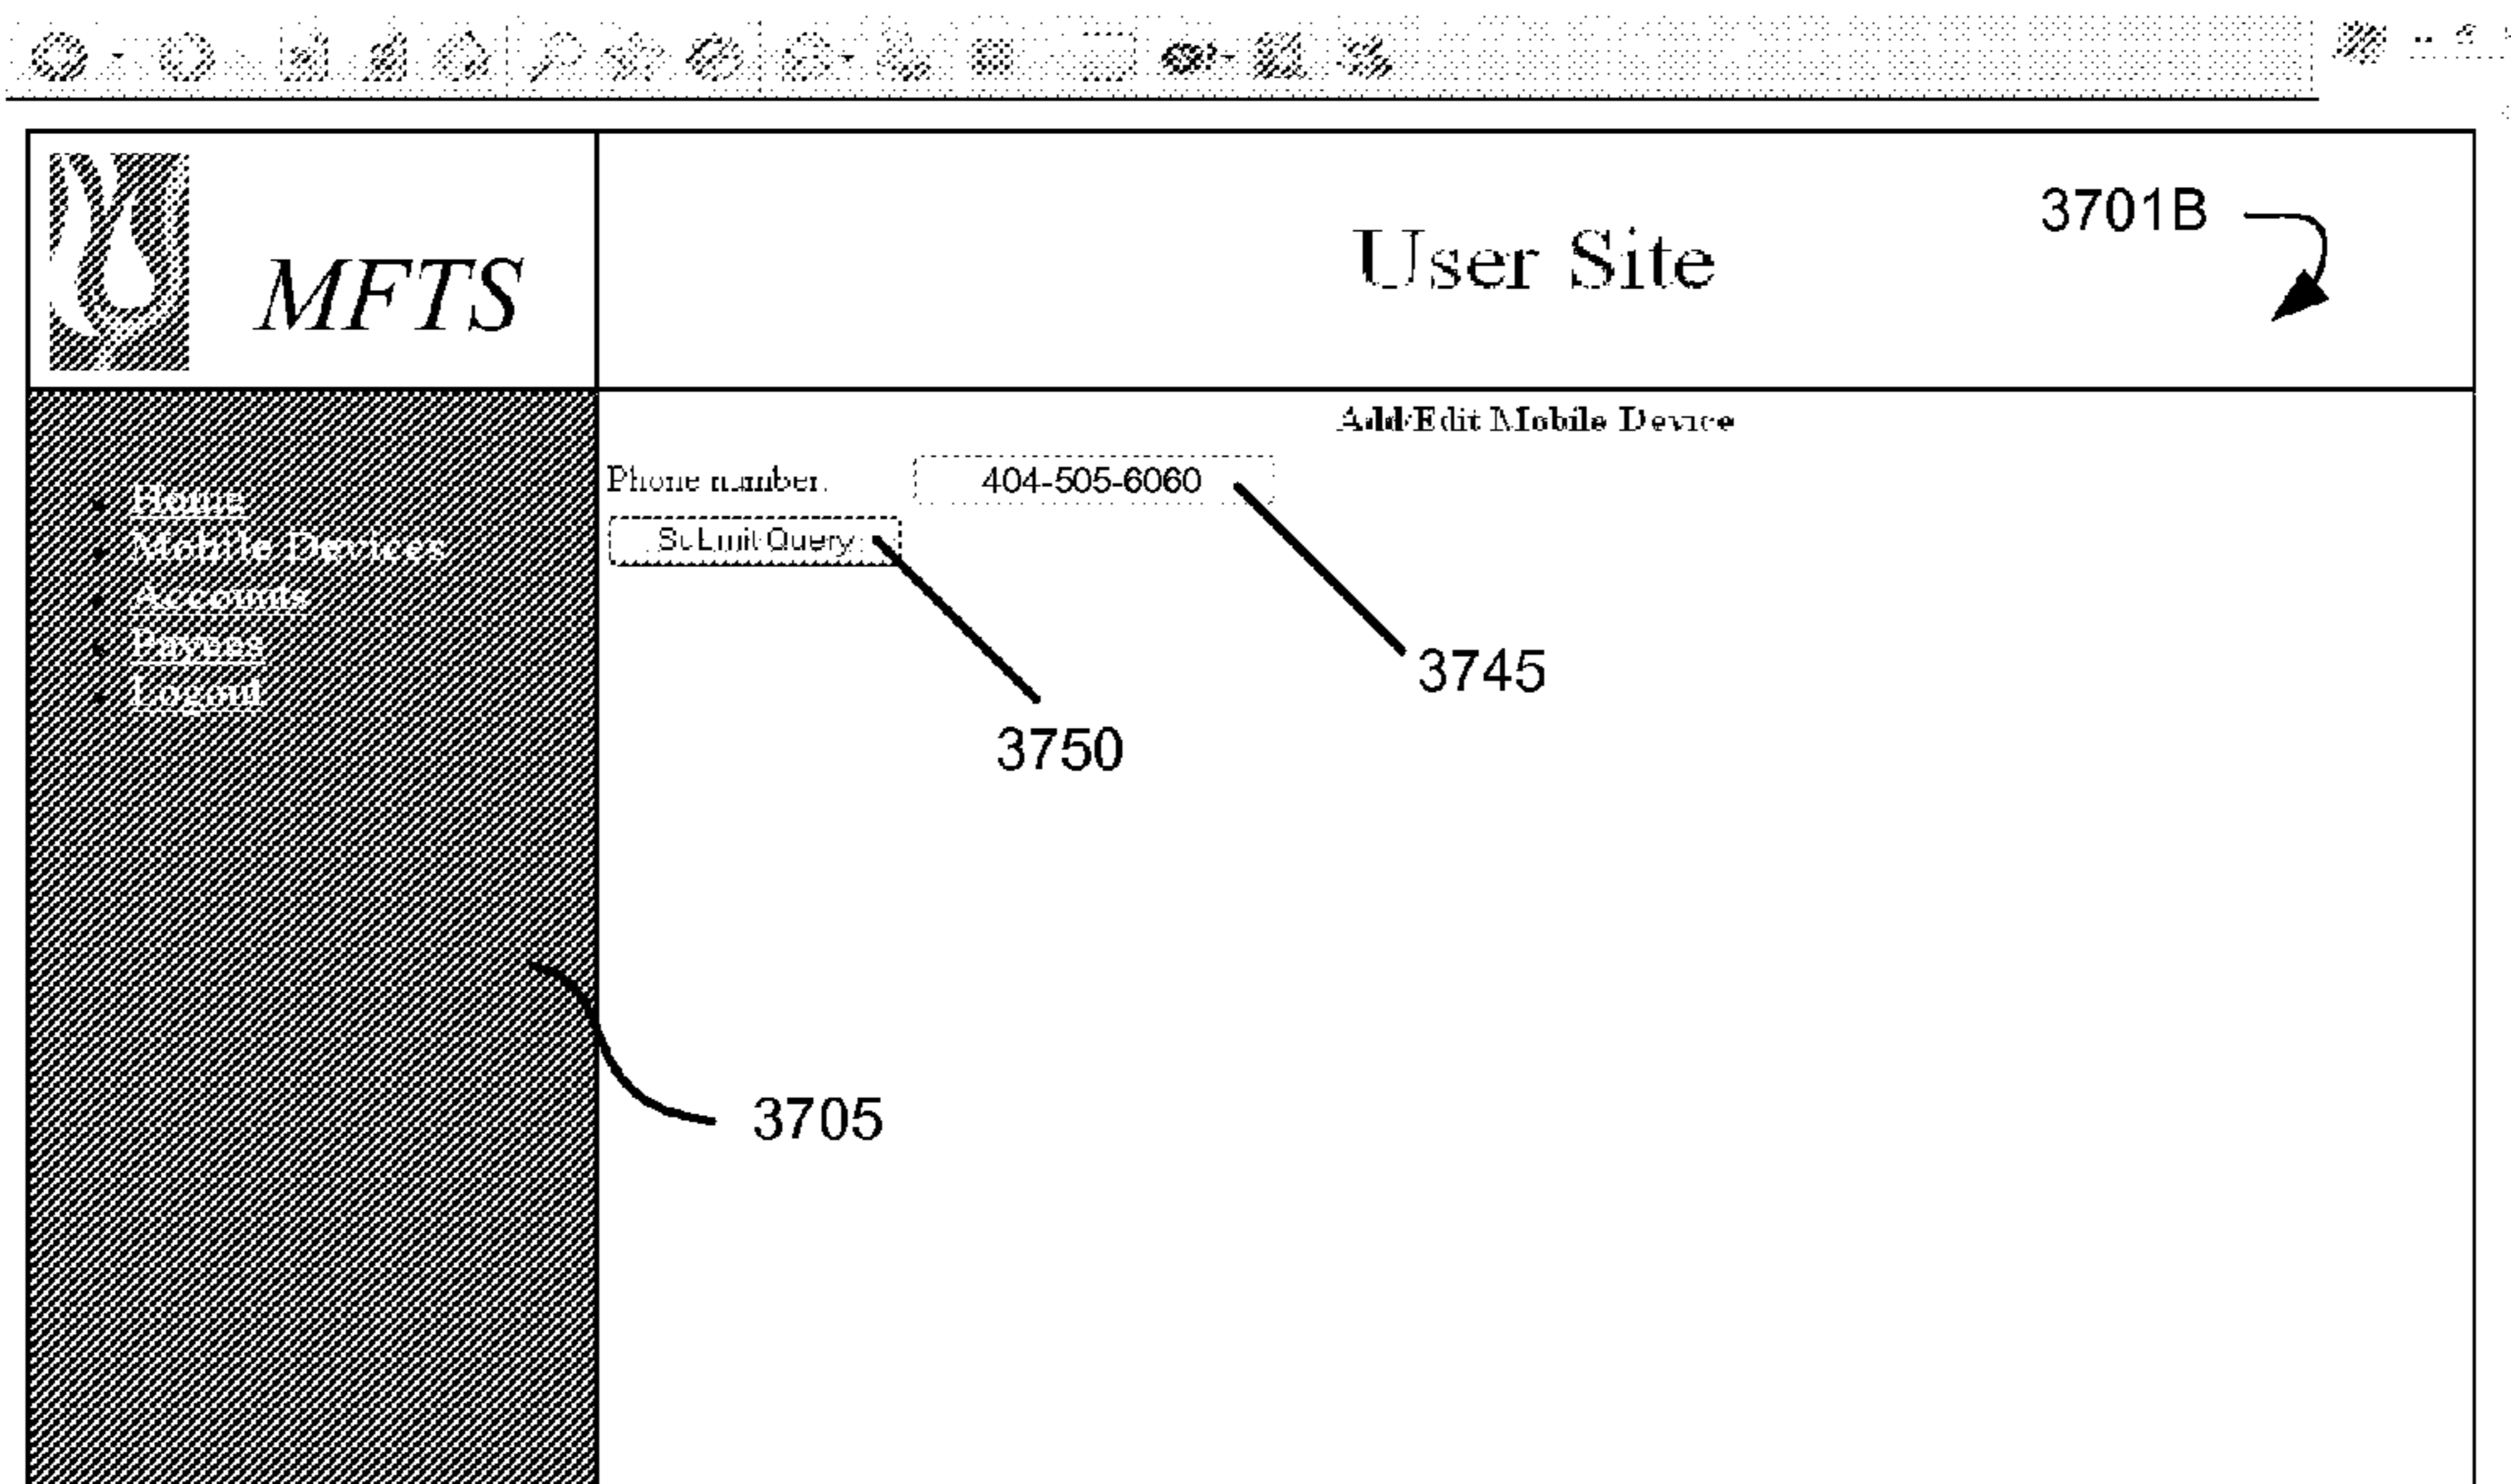 3701B
MFTS
User Site
Add/Edit Mobile Device
Phone number:
404-505-6060
Submit Query
Home
Mobile Devices
Accounts
Payees
Logout
3745
3750
3705